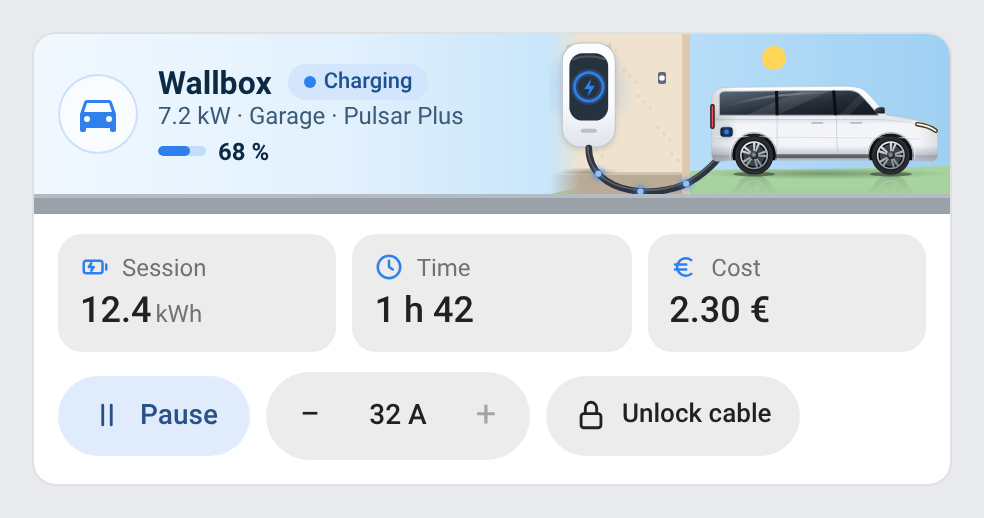 Wallbox Charging
7.2 kW · Garage · Pulsar Plus
68 %
Session
12.4 kWh
Time
1 h 42
Cost
2.30 €
Pause
− 32 A +
Unlock cable